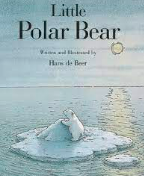 Little
Polar Bear
Written and Illustrated by
Hans de Beer